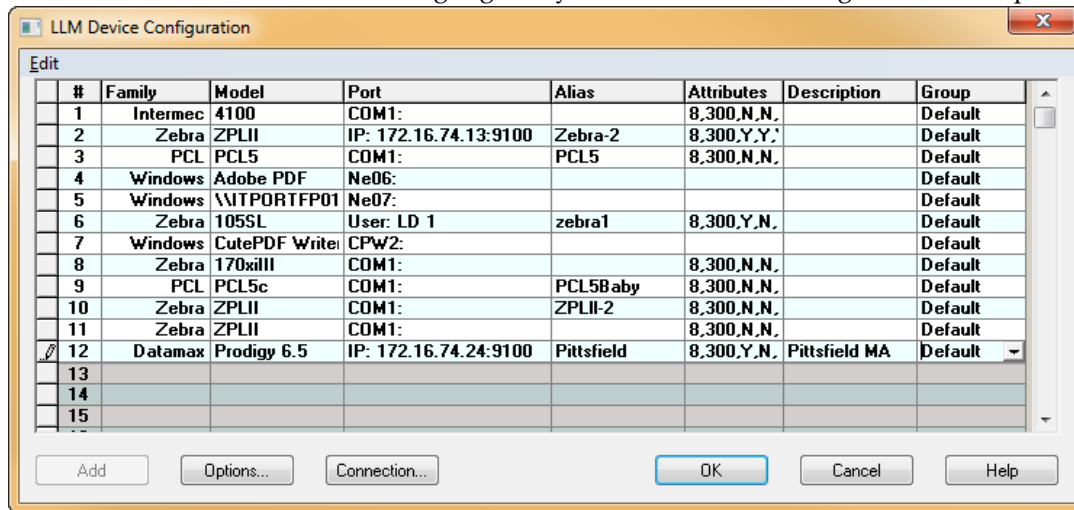 LLM Device Configuration
Edit
# Family Model Port Alias Attributes Description Group
1 Intermec 4100 COM1: 8,300,N,N, Default
2 Zebra ZPLII IP: 172.16.74.13:9100 Zebra-2 8,300,Y,Y,' Default
3 PCL PCL5 COM1: PCL5 8,300,N,N, Default
4 Windows Adobe PDF Ne06: Default
5 Windows \\ITPORTFP01 Ne07: Default
6 Zebra 105SL User: LD 1 zebra1 8,300,Y,N, Default
7 Windows CutePDF Writer CPW2: Default
8 Zebra 170xiIII COM1: 8,300,N,N, Default
9 PCL PCL5c COM1: PCL5Baby 8,300,N,N, Default
10 Zebra ZPLII COM1: ZPLII-2 8,300,N,N, Default
11 Zebra ZPLII COM1: 8,300,N,N, Default
12 Datamax Prodigy 6.5 IP: 172.16.74.24:9100 Pittsfield 8,300,Y,N, Pittsfield MA Default
13
14
15
Add Options... Connection... OK Cancel Help